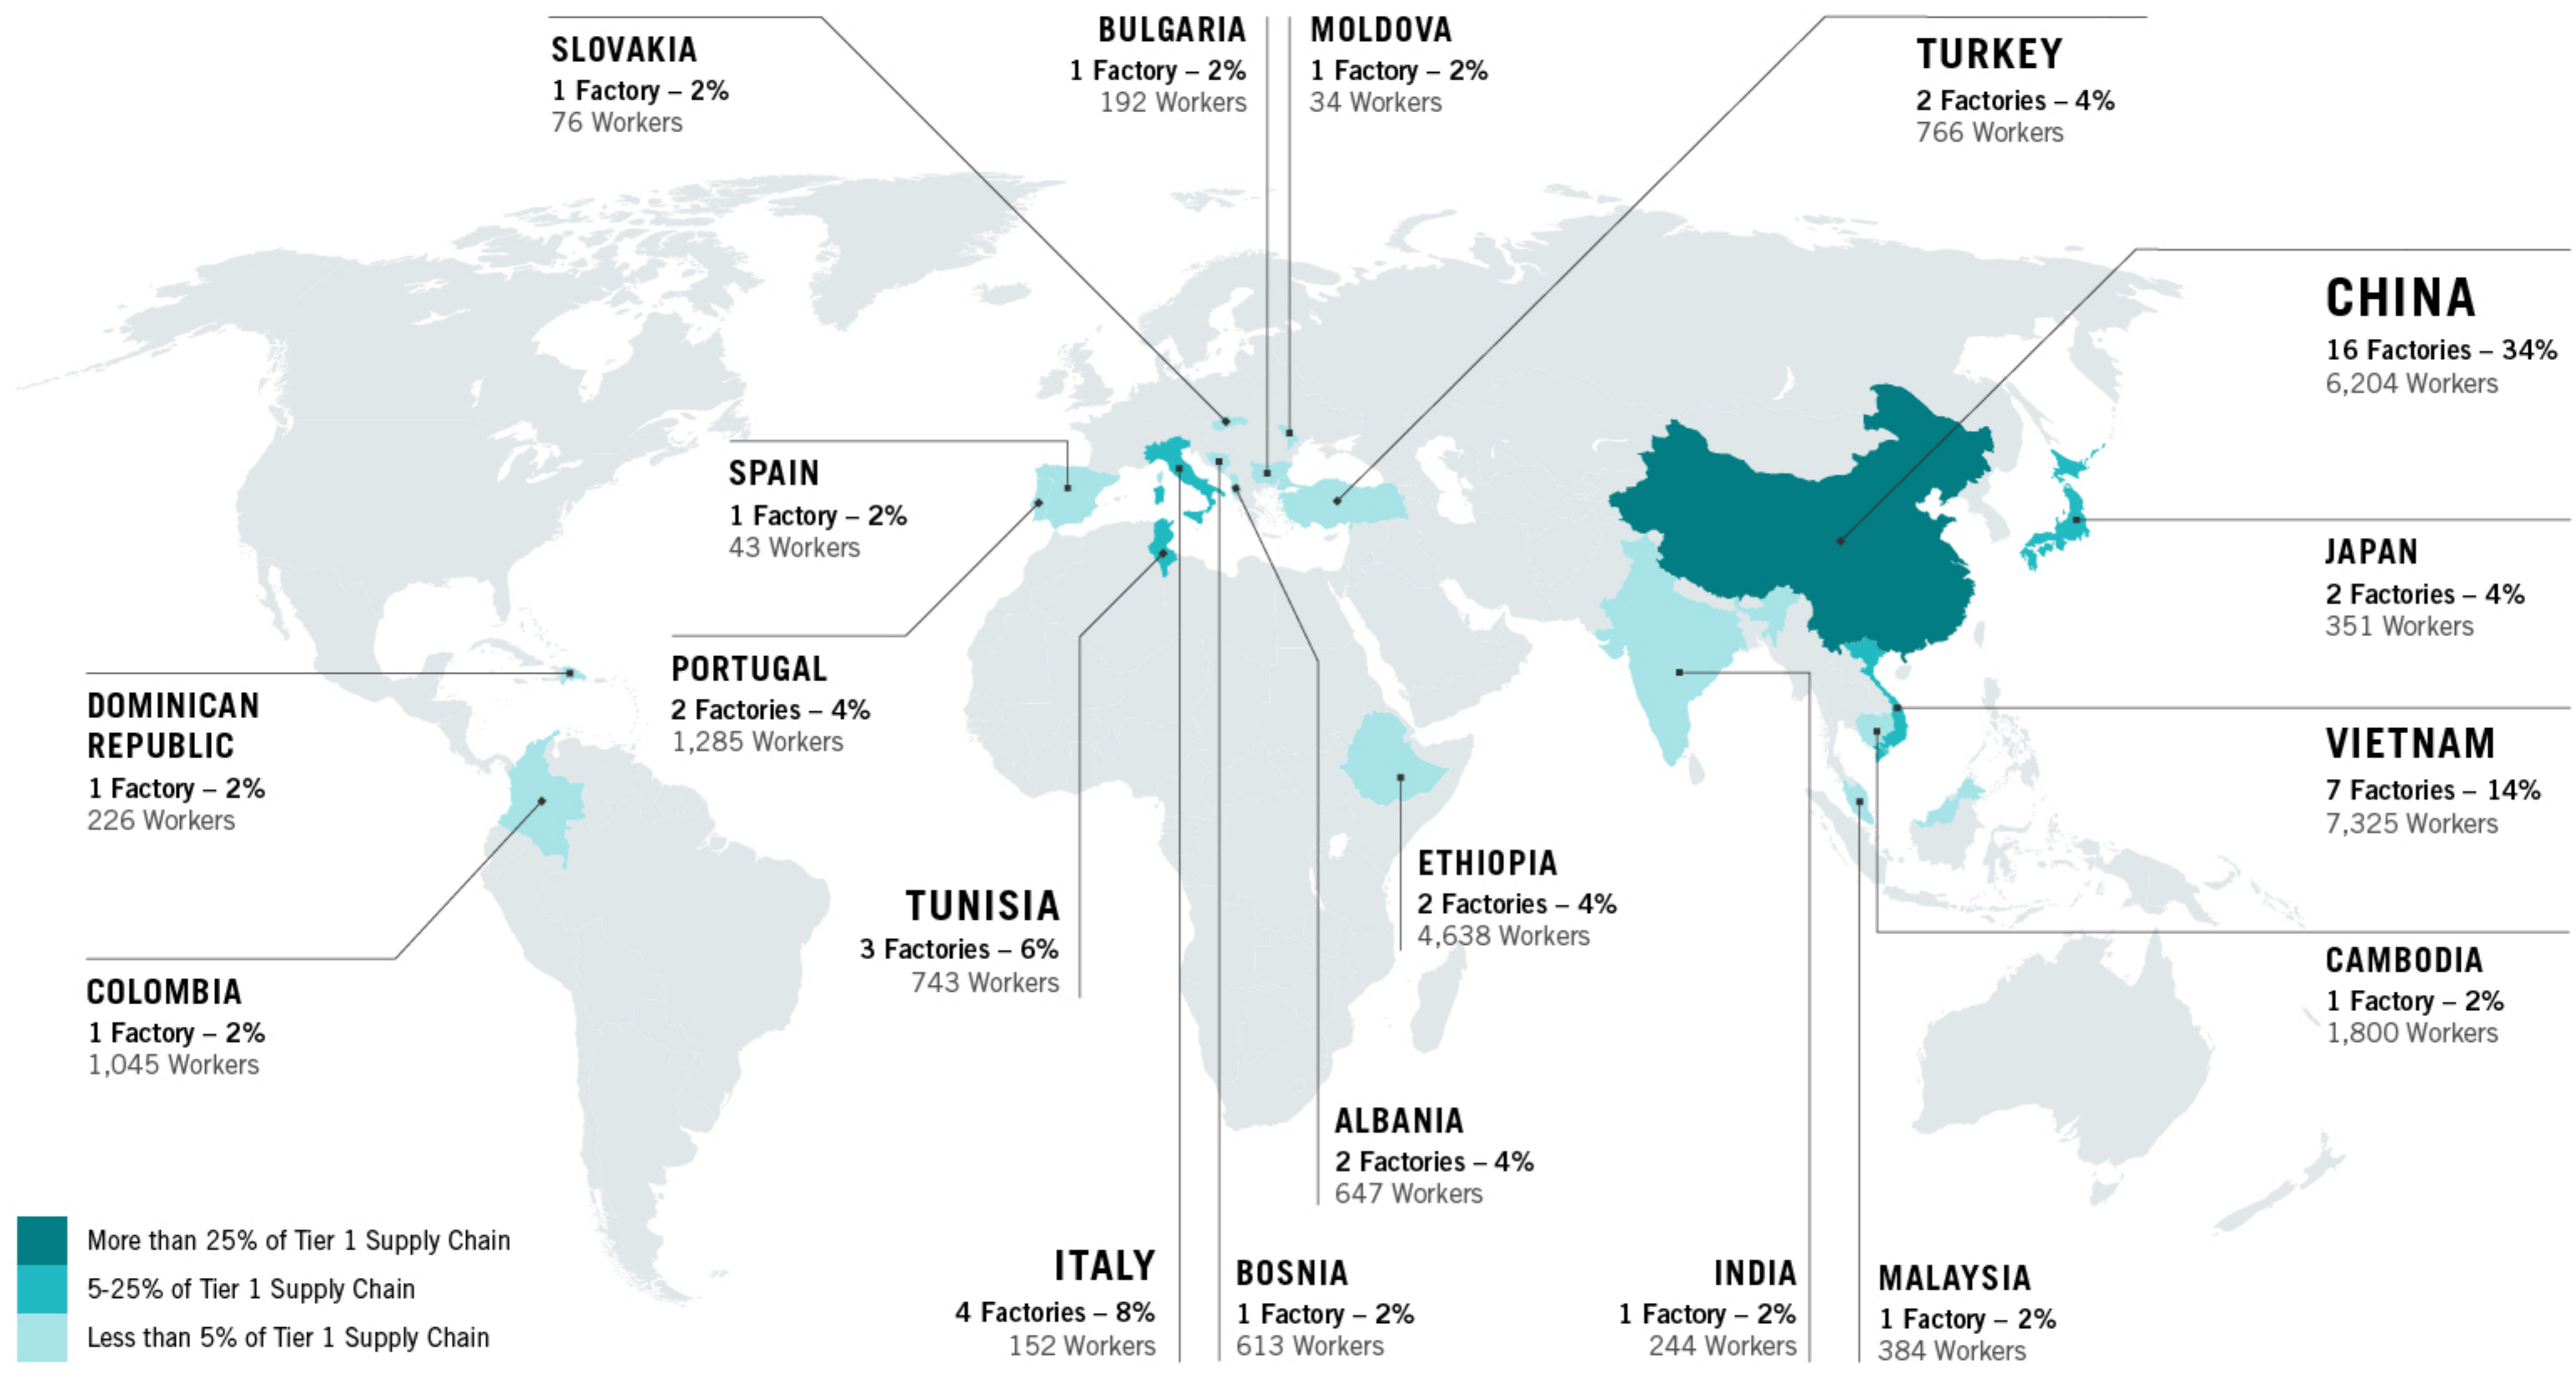 SLOVAKIA
1 Factory – 2%
76 Workers
BULGARIA
1 Factory – 2%
192 Workers
MOLDOVA
1 Factory – 2%
34 Workers
TURKEY
2 Factories – 4%
766 Workers
CHINA
16 Factories – 34%
6,204 Workers
SPAIN
1 Factory – 2%
43 Workers
JAPAN
2 Factories – 4%
351 Workers
PORTUGAL
2 Factories – 4%
1,285 Workers
DOMINICAN
REPUBLIC
1 Factory – 2%
226 Workers
VIETNAM
7 Factories – 14%
7,325 Workers
ETHIOPIA
2 Factories – 4%
4,638 Workers
TUNISIA
3 Factories – 6%
743 Workers
COLOMBIA
1 Factory – 2%
1,045 Workers
CAMBODIA
1 Factory – 2%
1,800 Workers
ALBANIA
2 Factories – 4%
647 Workers
ITALY
4 Factories – 8%
152 Workers
BOSNIA
1 Factory – 2%
613 Workers
INDIA
1 Factory – 2%
244 Workers
MALAYSIA
1 Factory – 2%
384 Workers
More than 25% of Tier 1 Supply Chain
5-25% of Tier 1 Supply Chain
Less than 5% of Tier 1 Supply Chain